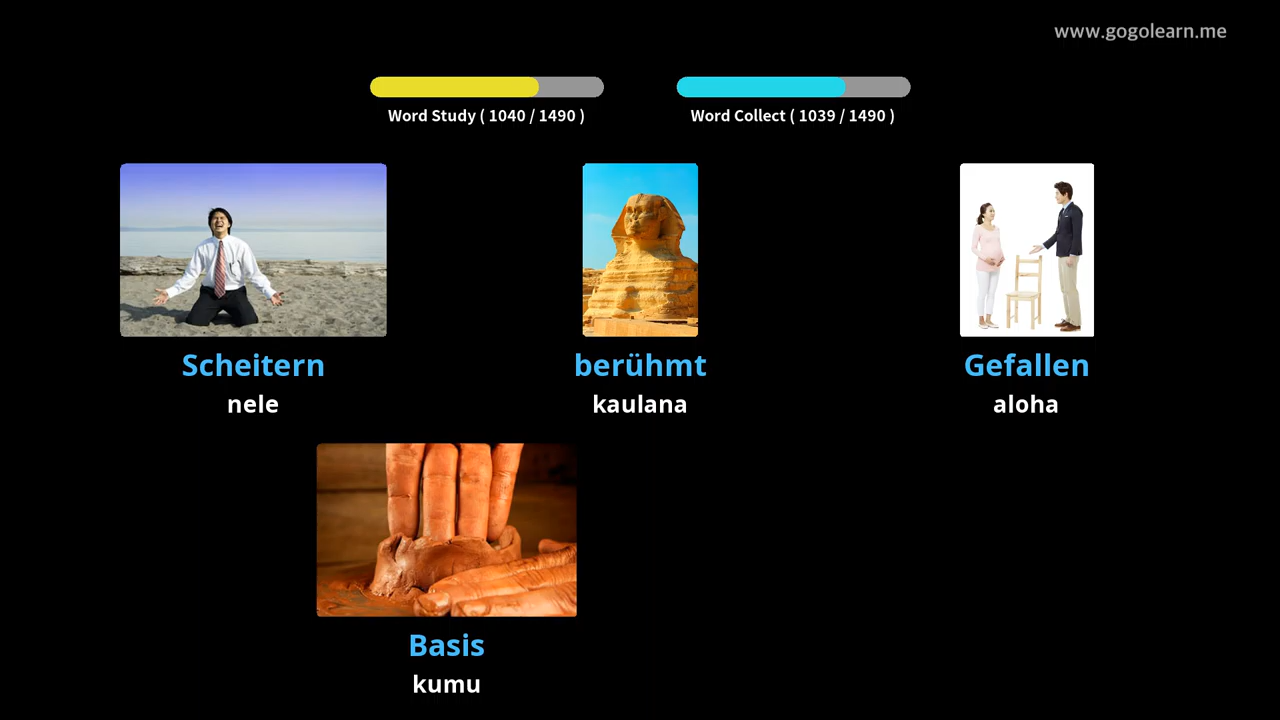 www.gogolearn.me
Word Study ( 1040 / 1490 )
Word Collect ( 1039 / 1490 )
Scheitern
nele
berühmt
kaulana
Gefallen
aloha
Basis
kumu